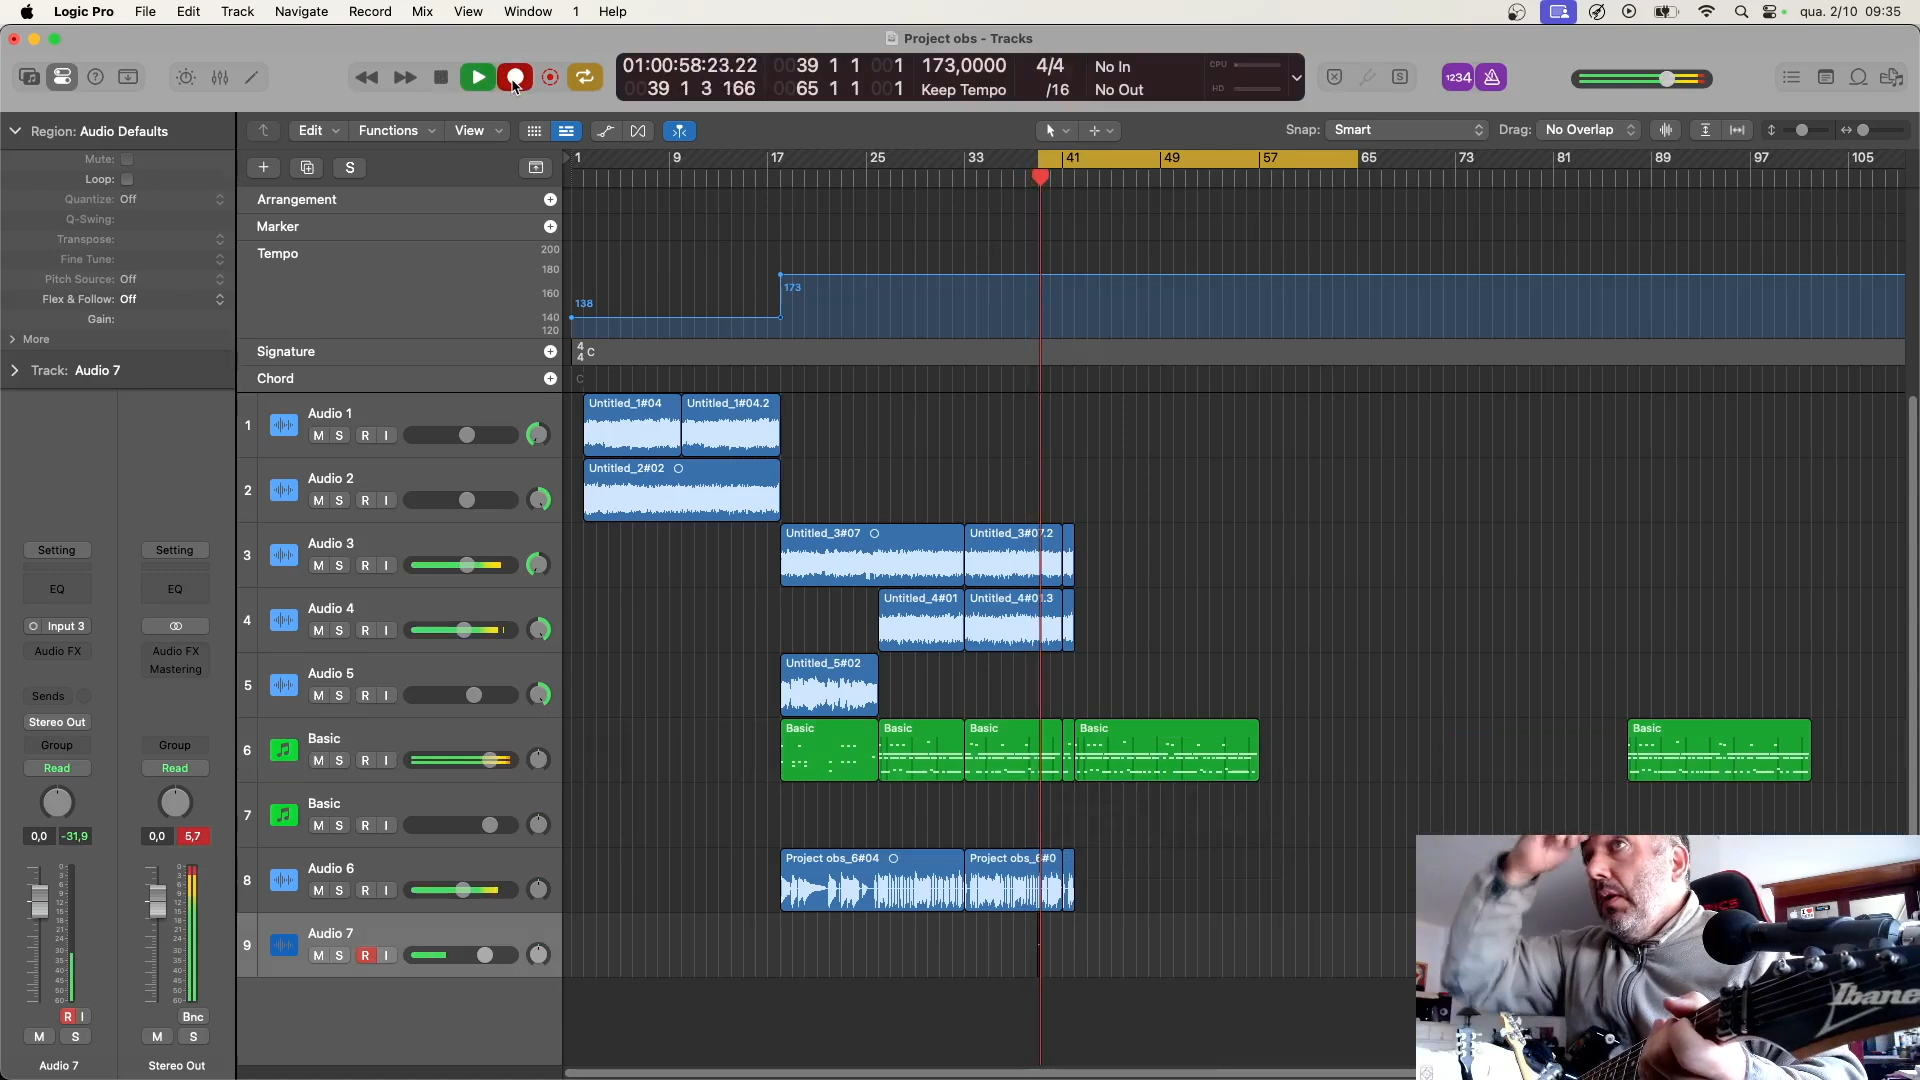 Logic Pro File Edit Track Navigate Record Mix View Window 1 Help qua. 2/10 09:35
Project obs - Tracks
01:00:58:23.22 0039 1 1 001 173,0000 4/4 No In CPU
0039 1 3 166 0065 1 1 001 Keep Tempo /16 No Out HD
1234
Region: Audio Defaults
Edit Functions View Snap: Smart Drag: No Overlap
Mute:
Loop:
Quantize: Off
Q-Swing:
Transpose:
Fine Tune:
Pitch Source: Off
Flex & Follow: Off
Gain:
More
Track: Audio 7
S
1 9 17 25 33 41 49 57 65 73 81 89 97 105
Arrangement
Marker
Tempo
200
180
160
140
120
138
173
Signature
4
4
C
Chord
C
1 Audio 1 M S R I
Untitled_1#04 Untitled_1#04.2
2 Audio 2 M S R I
Untitled_2#02
3 Audio 3 M S R I
Untitled_3#07 Untitled_3#07.2
4 Audio 4 M S R I
Untitled_4#01 Untitled_4#01.3
5 Audio 5 M S R I
Untitled_5#02
6 Basic M S R I
Basic Basic Basic Basic Basic
7 Basic M S R I
8 Audio 6 M S R I
Project obs_6#04 Project obs_6#0
9 Audio 7 M S R I
Setting Setting
EQ EQ
Input 3
Audio FX Audio FX
Mastering
Sends
Stereo Out
Group Group
Read Read
0,0 -31,9 0,0 5,7
R I Bnc
M S M S
Audio 7 Stereo Out
Ibane